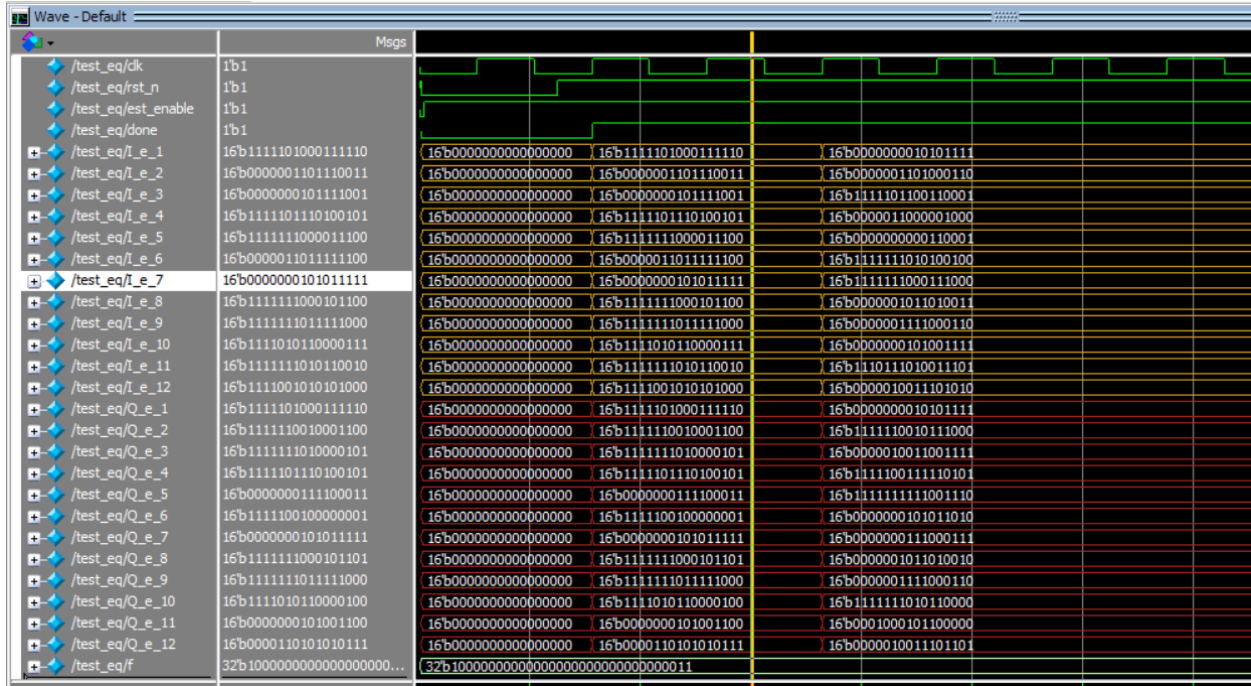 Wave - Default
Msgs
/test_eq/clk 1'b1
/test_eq/rst_n 1'b1
/test_eq/est_enable 1'b1
/test_eq/done 1'b1
/test_eq/I_e_1 16'b1111101000111110 16'b0000000000000000 16'b1111101000111110 16'b0000000010101111
/test_eq/I_e_2 16'b0000001101110011 16'b0000000000000000 16'b0000001101110011 16'b0000001101000110
/test_eq/I_e_3 16'b0000000101111001 16'b0000000000000000 16'b0000000101111001 16'b1111101100110001
/test_eq/I_e_4 16'b1111101110100101 16'b0000000000000000 16'b1111101110100101 16'b0000011000001000
/test_eq/I_e_5 16'b1111111000011100 16'b0000000000000000 16'b1111111000011100 16'b0000000000110001
/test_eq/I_e_6 16'b0000011011111100 16'b0000000000000000 16'b0000011011111100 16'b1111111010100100
/test_eq/I_e_7 16'b0000000101011111 16'b0000000000000000 16'b0000000101011111 16'b1111111000111000
/test_eq/I_e_8 16'b1111111000101100 16'b0000000000000000 16'b1111111000101100 16'b0000001011010011
/test_eq/I_e_9 16'b1111111011111000 16'b0000000000000000 16'b1111111011111000 16'b0000001111000110
/test_eq/I_e_10 16'b1111010110000111 16'b0000000000000000 16'b1111010110000111 16'b0000000101001111
/test_eq/I_e_11 16'b1111111010110010 16'b0000000000000000 16'b1111111010110010 16'b1110111010011101
/test_eq/I_e_12 16'b1111001010101000 16'b0000000000000000 16'b1111001010101000 16'b0000010011101010
/test_eq/Q_e_1 16'b1111101000111110 16'b0000000000000000 16'b1111101000111110 16'b0000000010101111
/test_eq/Q_e_2 16'b1111110010001100 16'b0000000000000000 16'b1111110010001100 16'b1111110010111000
/test_eq/Q_e_3 16'b1111111010000101 16'b0000000000000000 16'b1111111010000101 16'b0000010011001111
/test_eq/Q_e_4 16'b1111101110100101 16'b0000000000000000 16'b1111101110100101 16'b1111100111110101
/test_eq/Q_e_5 16'b0000000111100011 16'b0000000000000000 16'b0000000111100011 16'b1111111111001110
/test_eq/Q_e_6 16'b1111100100000001 16'b0000000000000000 16'b1111100100000001 16'b0000000101011010
/test_eq/Q_e_7 16'b0000000101011111 16'b0000000000000000 16'b0000000101011111 16'b0000000111000111
/test_eq/Q_e_8 16'b1111111000101101 16'b0000000000000000 16'b1111111000101101 16'b0000001011010010
/test_eq/Q_e_9 16'b1111111011111000 16'b0000000000000000 16'b1111111011111000 16'b0000001111000110
/test_eq/Q_e_10 16'b1111010110000100 16'b0000000000000000 16'b1111010110000100 16'b1111111010110000
/test_eq/Q_e_11 16'b0000000101001100 16'b0000000000000000 16'b0000000101001100 16'b0001000101100000
/test_eq/Q_e_12 16'b0000110101010111 16'b0000000000000000 16'b0000110101010111 16'b0000010011101101
/test_eq/f 32'b1000000000000000000... 32'b10000000000000000000000000000011